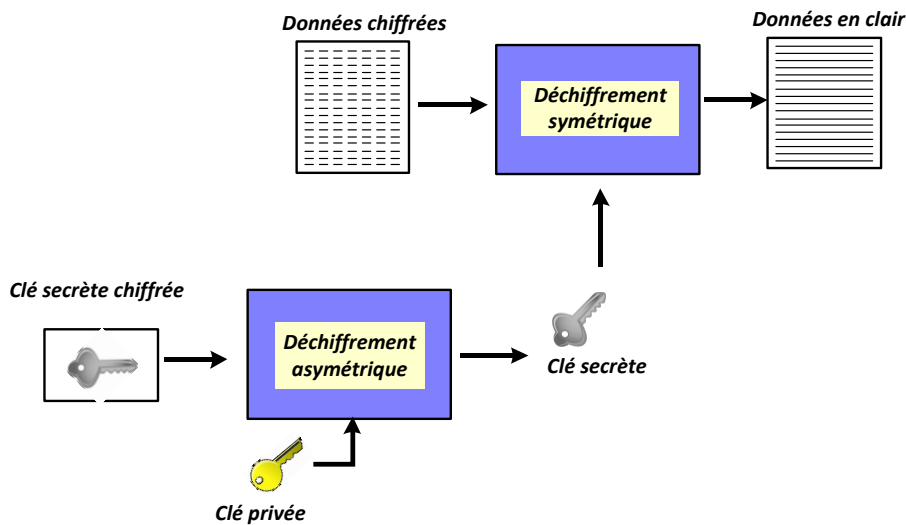 Données chiffrées
Données en clair
Déchiffrement
symétrique
Clé secrète chiffrée
Déchiffrement
asymétrique
Clé secrète
Clé privée